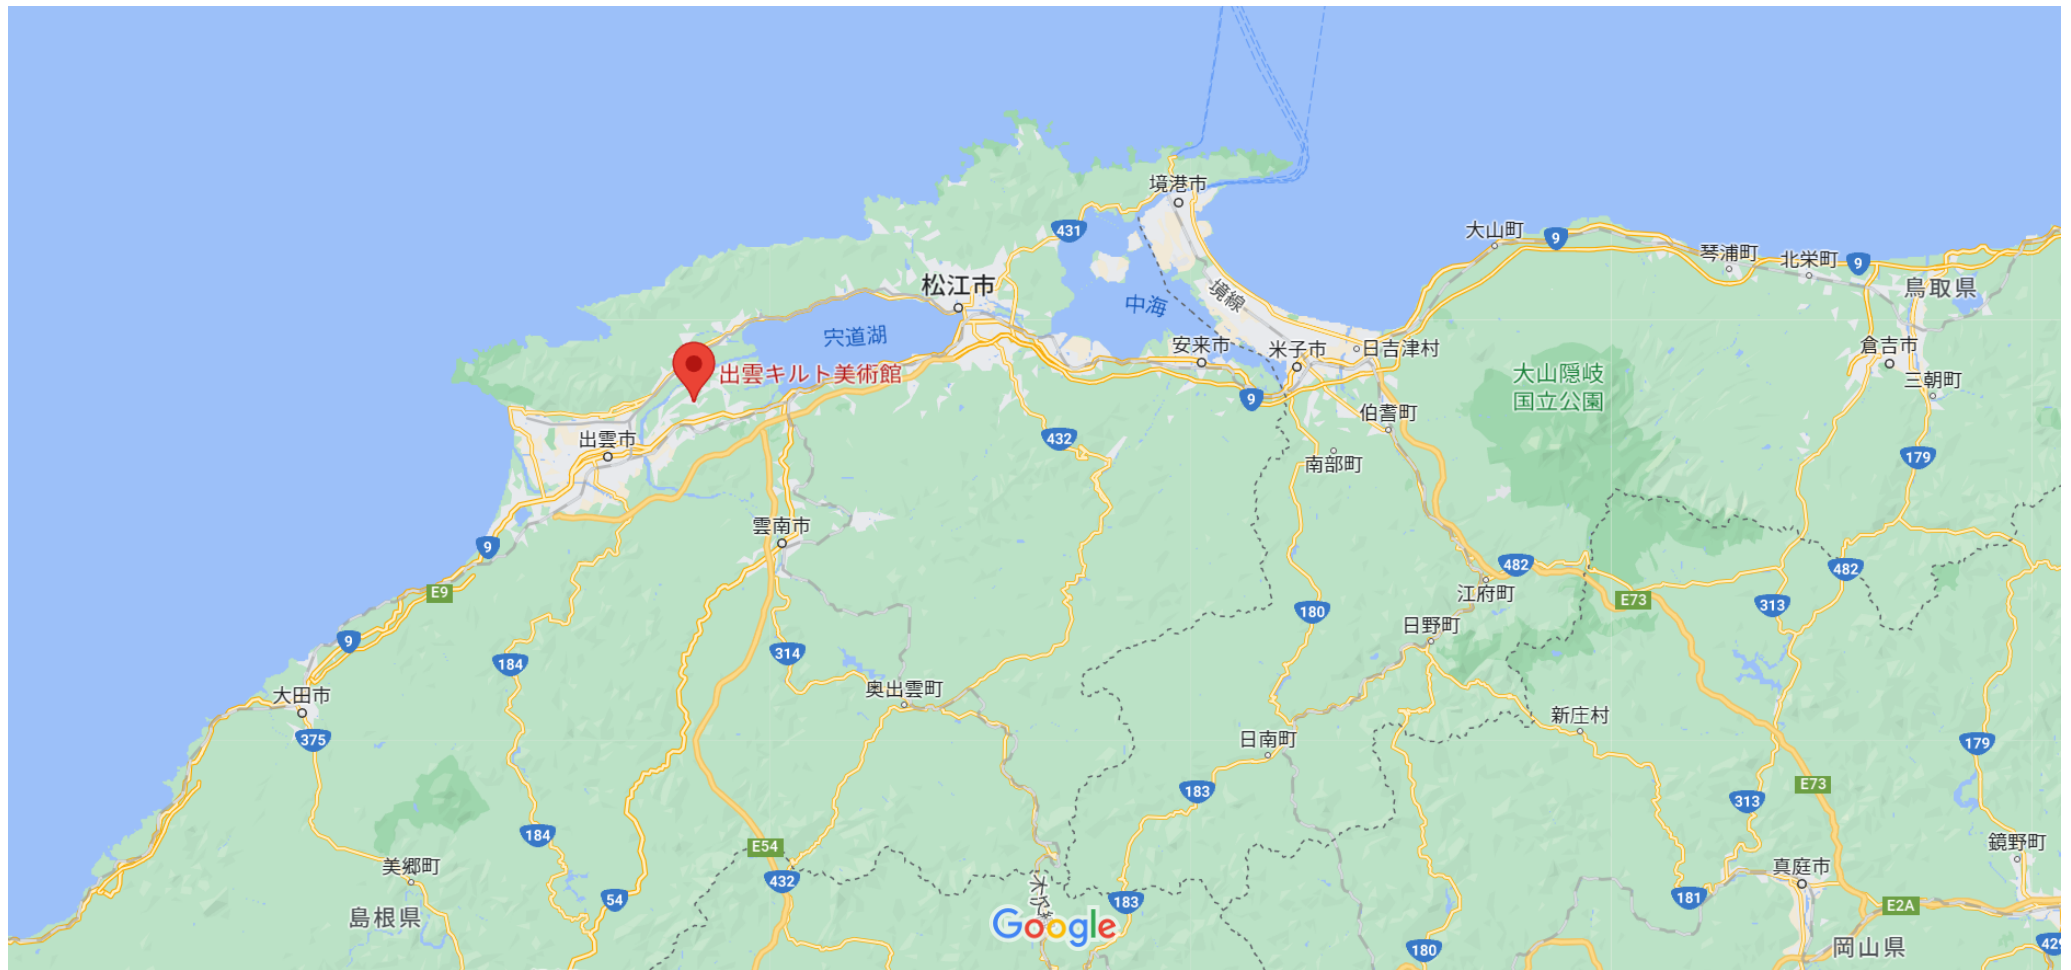 境港市
431
大山町
9
琴浦町
北栄町
9
鳥取県
松江市
境線
中海
宍道湖
安来市
米子市
日吉津村
倉吉市
三朝町
出雲キルト美術館
大山隠岐
国立公園
9
伯耆町
出雲市
432
南部町
179
雲南市
9
482
482
E9
江府町
E73
313
180
日野町
9
184
314
大田市
奥出雲町
新庄村
375
日南町
179
183
E73
313
184
E54
鏡野町
美郷町
432
真庭市
54
183
181
E2A
島根県
Google
180
岡山県